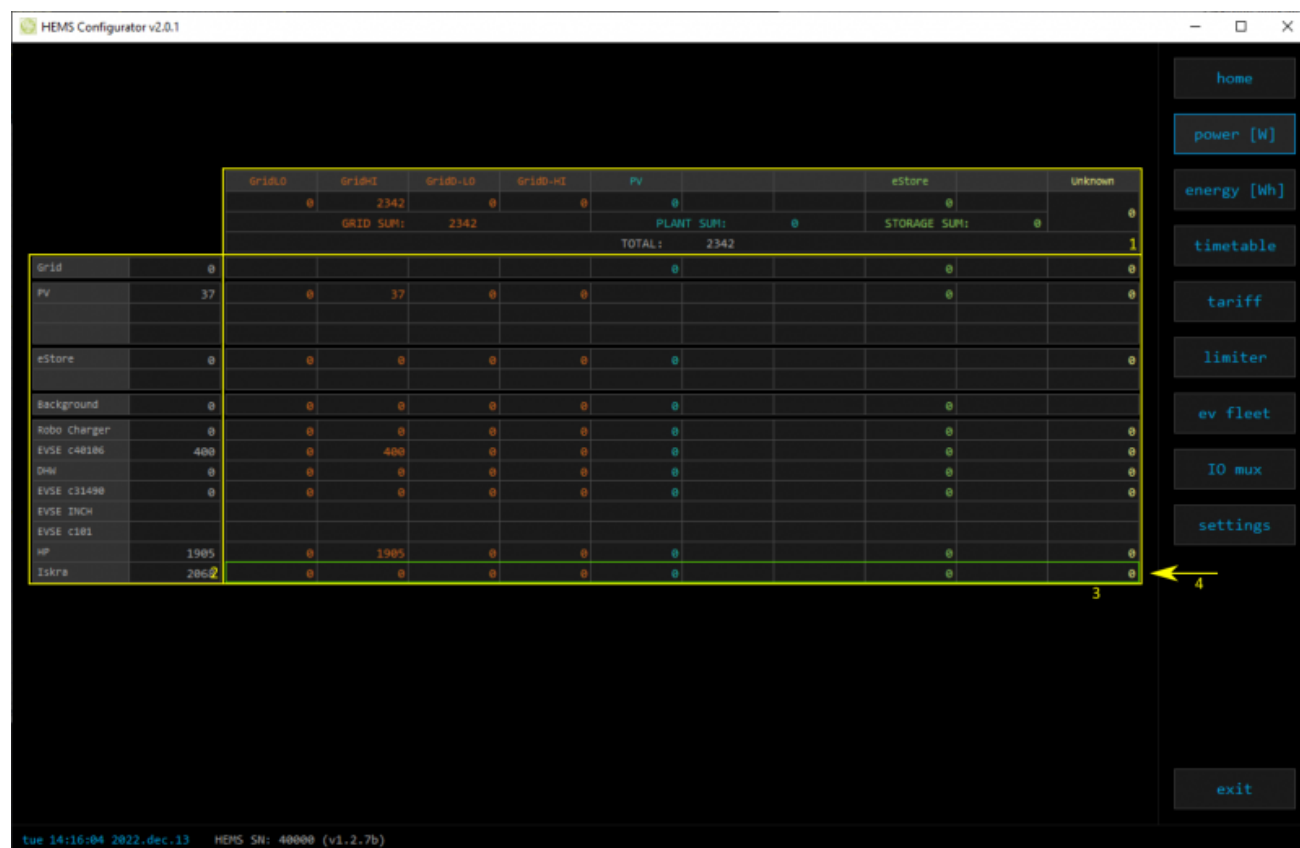 HEMS Configurator v2.0.1
home
power [W]
energy [Wh]
timetable
tariff
limiter
ev fleet
IO mux
settings
exit
GridLO GridHI GridD-LO GridD-HI PV eStore Unknown
0 2342 0 0 0 0 0
GRID SUM: 2342 PLANT SUM: 0 STORAGE SUM: 0
TOTAL: 2342 1
Grid 0 0 0 0
PV 37 0 37 0 0 0 0
eStore 0 0 0 0 0 0 0
Background 0 0 0 0 0 0 0
Robo Charger 0 0 0 0 0 0 0 0
EVSE c40106 400 0 400 0 0 0 0 0
DHW 0 0 0 0 0 0 0 0
EVSE c31490 0 0 0 0 0 0 0 0
EVSE INCH
EVSE c101
HP 1905 0 1905 0 0 0 0 0
Iskra 2 0 0 0 0 0 0 0
3
4
tue 14:16:04 2022.dec.13 HEMS SN: 40000 (v1.2.7b)